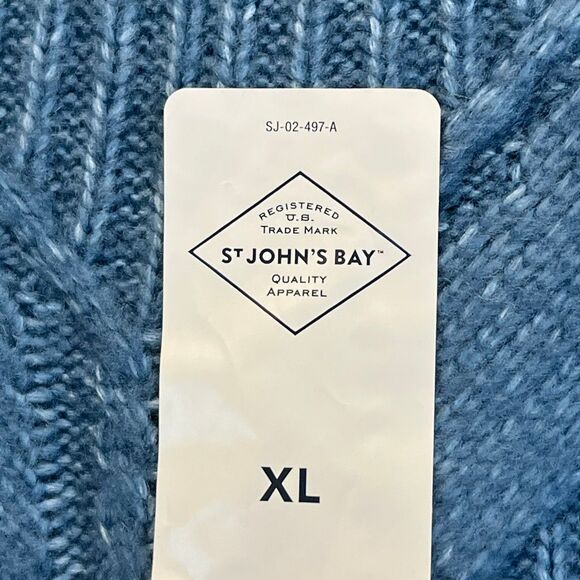 SJ-02-497-A
REGISTERED
U.S.
TRADE MARK
ST JOHN'S BAY™
QUALITY
APPAREL
XL